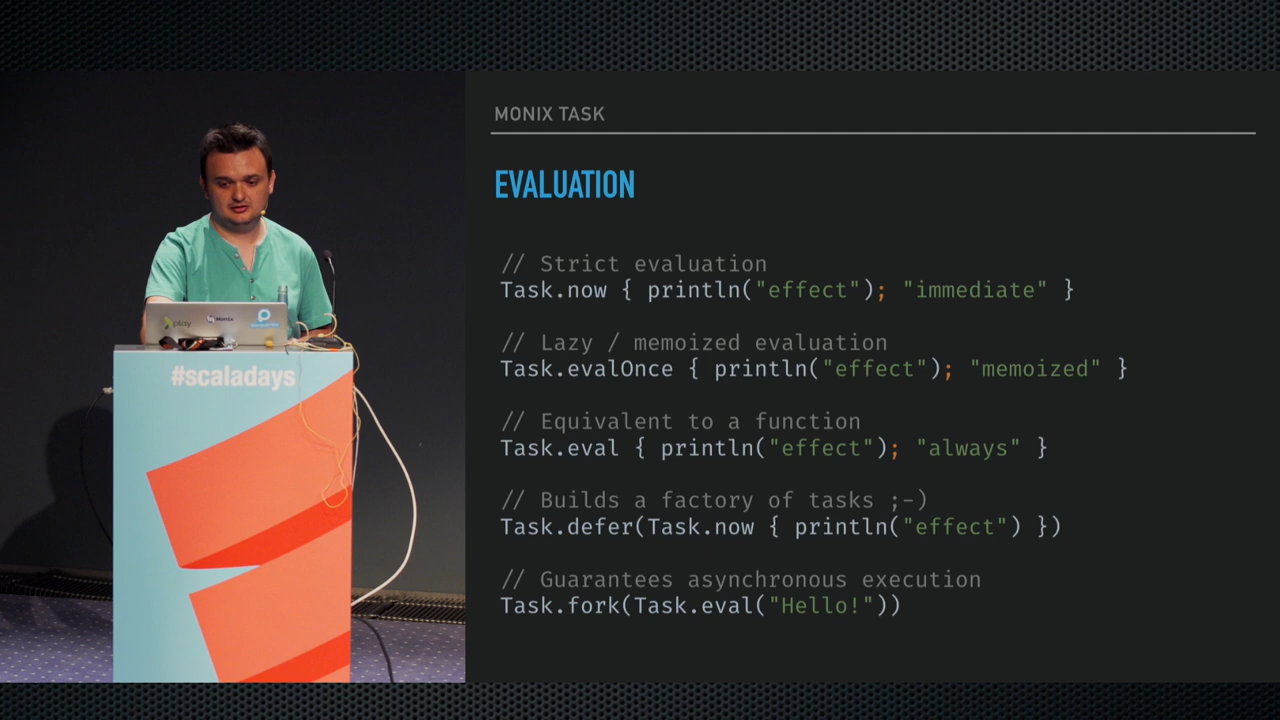 MONIX TASK
EVALUATION
// Strict evaluation
Task.now { println("effect"); "immediate" }
// Lazy / memoized evaluation
Task.evalOnce { println("effect"); "memoized" }
// Equivalent to a function
Task.eval { println("effect"); "always" }
// Builds a factory of tasks ;-)
Task.defer(Task.now { println("effect") })
// Guarantees asynchronous execution
Task.fork(Task.eval("Hello!"))
play
Monix
#scaladays